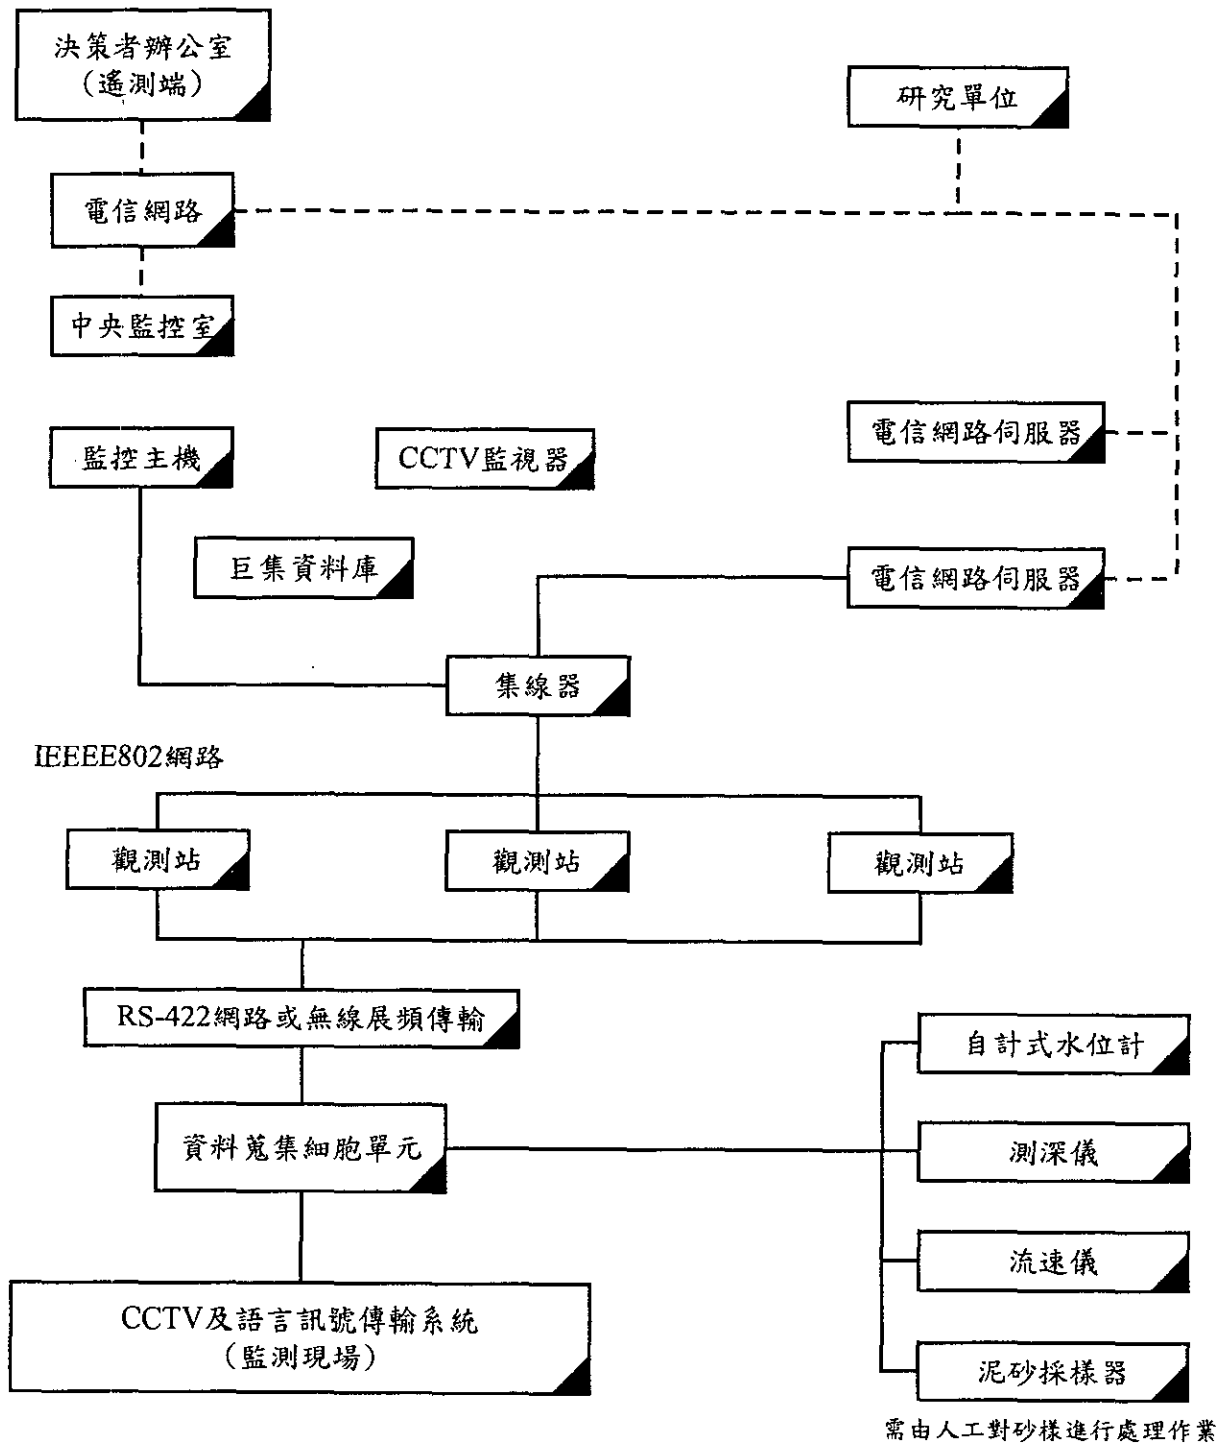 決策者辦公室
(遙測端)
研究單位
電信網路
中央監控室
電信網路伺服器
監控主機
CCTV監視器
巨集資料庫
電信網路伺服器
集線器
IEEEE802網路
觀測站
觀測站
觀測站
RS-422網路或無線展頻傳輸
自計式水位計
資料蒐集細胞單元
測深儀
流速儀
CCTV及語言訊號傳輸系統
(監測現場)
泥砂採樣器
需由人工對砂樣進行處理作業